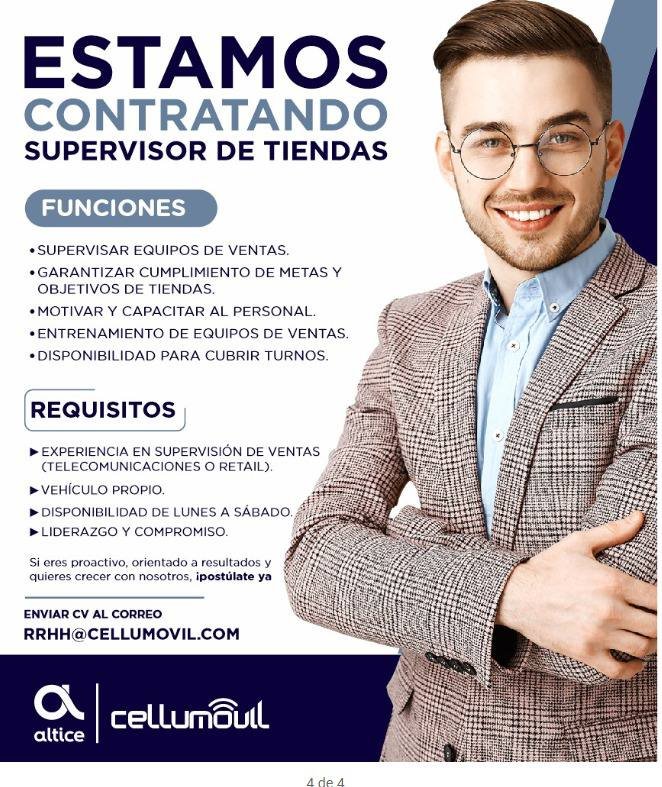 ESTAMOS
CONTRATANDO
SUPERVISOR DE TIENDAS
FUNCIONES
•SUPERVISAR EQUIPOS DE VENTAS.
•GARANTIZAR CUMPLIMIENTO DE METAS Y
OBJETIVOS DE TIENDAS.
•MOTIVAR Y CAPACITAR AL PERSONAL.
•ENTRENAMIENTO DE EQUIPOS DE VENTAS.
•DISPONIBILIDAD PARA CUBRIR TURNOS.
REQUISITOS
►EXPERIENCIA EN SUPERVISIÓN DE VENTAS
(TELECOMUNICACIONES O RETAIL).
►VEHÍCULO PROPIO.
►DISPONIBILIDAD DE LUNES A SÁBADO.
►LIDERAZGO Y COMPROMISO.
Si eres proactivo, orientado a resultados y
quieres crecer con nosotros, ¡postúlate ya
ENVIAR CV AL CORREO
RRHH@CELLUMOVIL.COM
altice
cellumovil
4 de 4